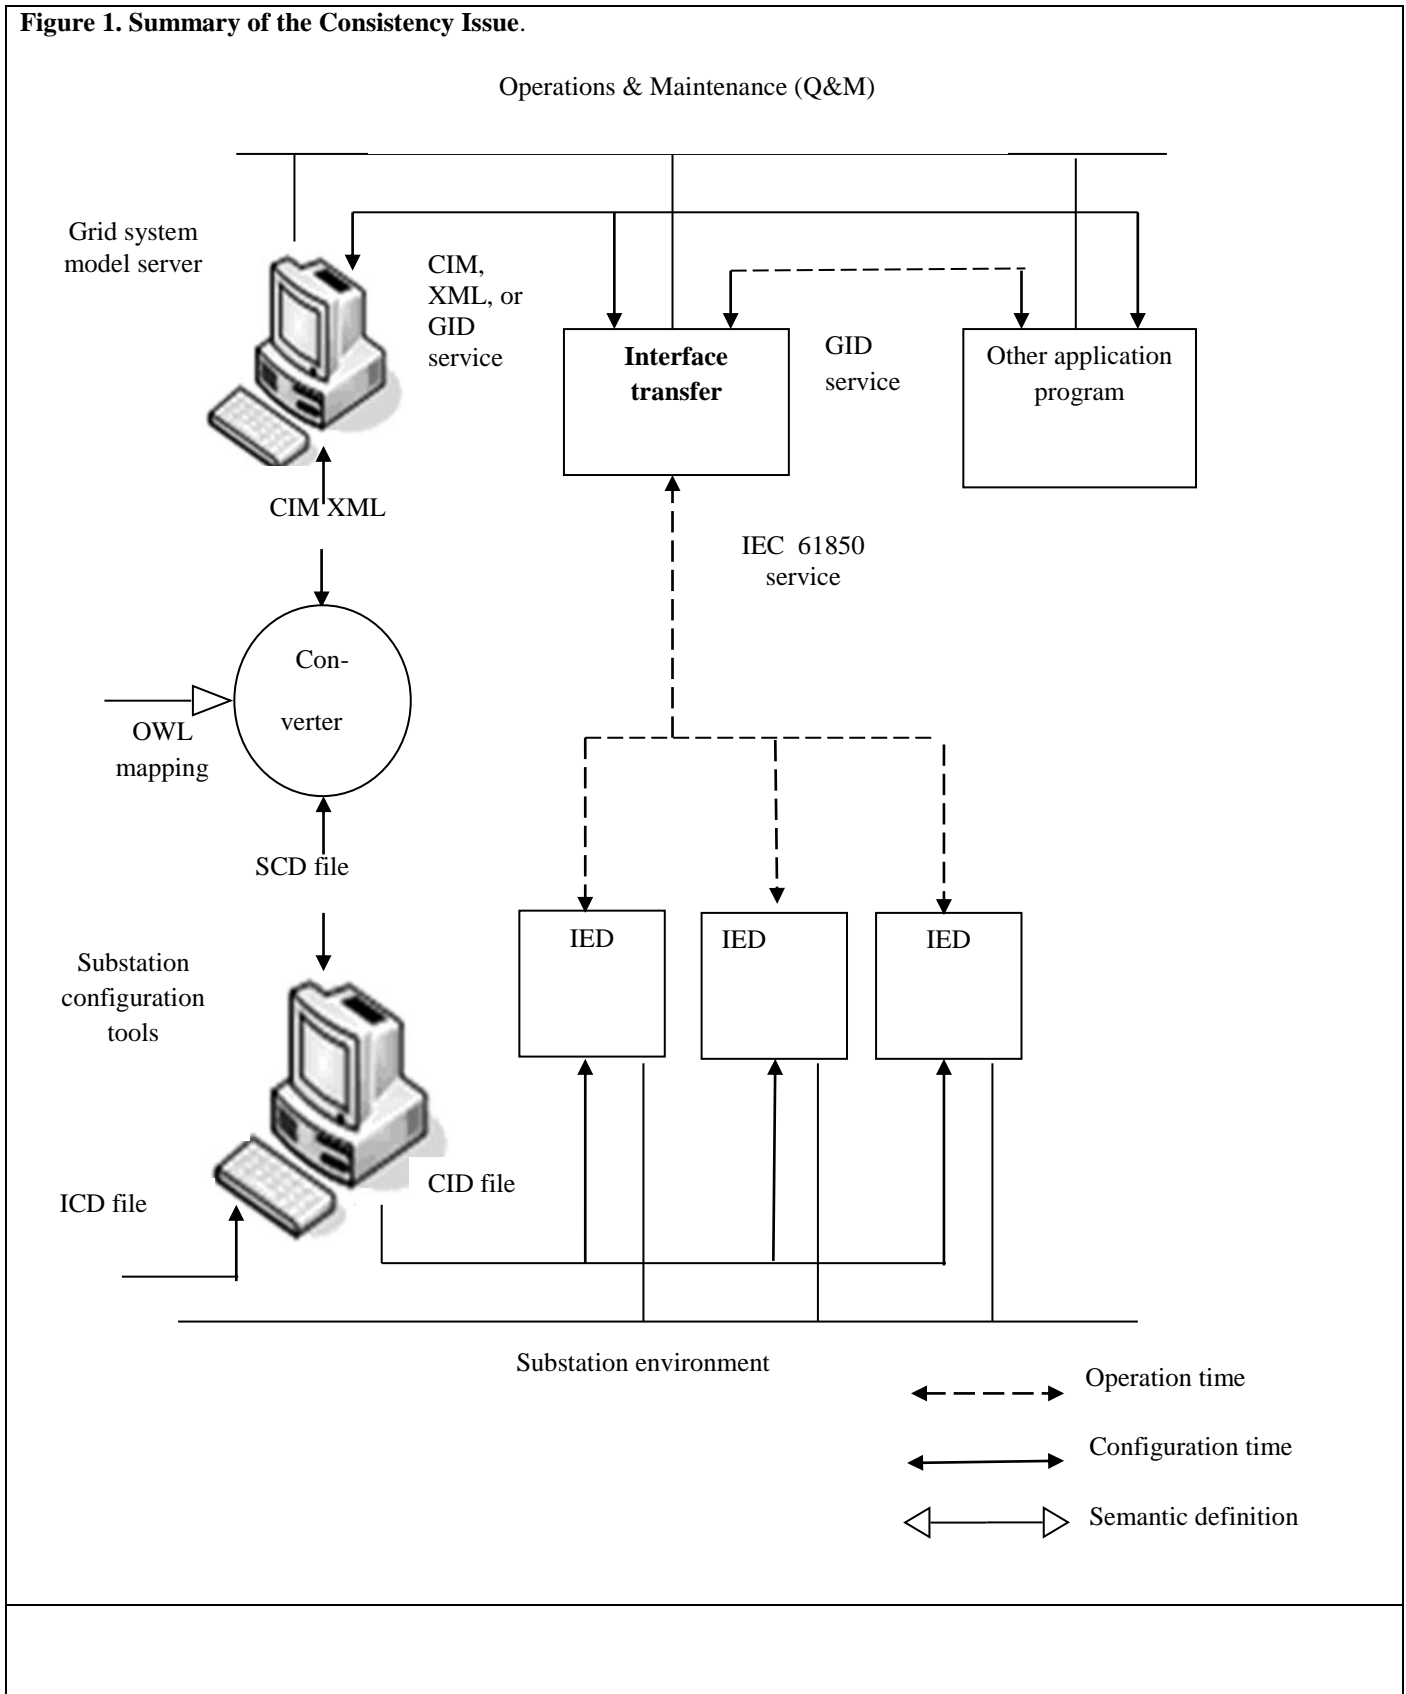 Figure 1. Summary of the Consistency Issue.
Operations & Maintenance (Q&M)
Grid system
model server
CIM,
XML, or
GID
service
Interface
transfer
GID
service
Other application
program
CIM XML
IEC 61850
service
Con-
verter
OWL
mapping
SCD file
IED
IED
IED
Substation
configuration
tools
CID file
ICD file
Substation environment
Operation time
Configuration time
Semantic definition